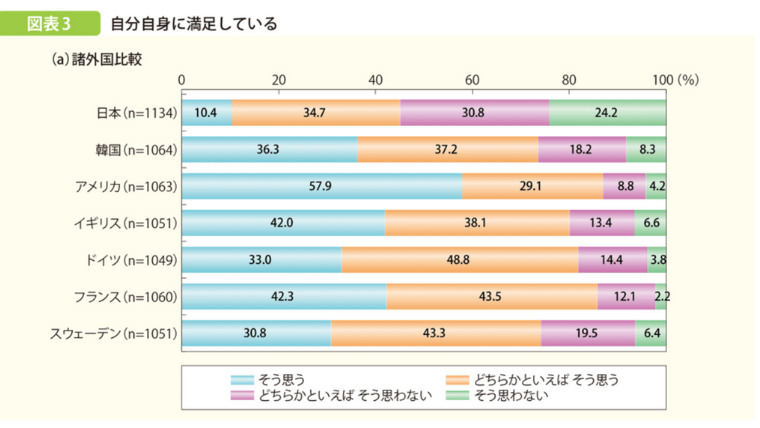 図表3 自分自身に満足している
(a)諸外国比較
0 20 40 60 80 100 (%)
日本(n=1134) 10.4 34.7 30.8 24.2
韓国(n=1064) 36.3 37.2 18.2 8.3
アメリカ(n=1063) 57.9 29.1 8.8 4.2
イギリス(n=1051) 42.0 38.1 13.4 6.6
ドイツ(n=1049) 33.0 48.8 14.4 3.8
フランス(n=1060) 42.3 43.5 12.1 2.2
スウェーデン(n=1051) 30.8 43.3 19.5 6.4
そう思う どちらかといえば そう思う
どちらかといえば そう思わない そう思わない